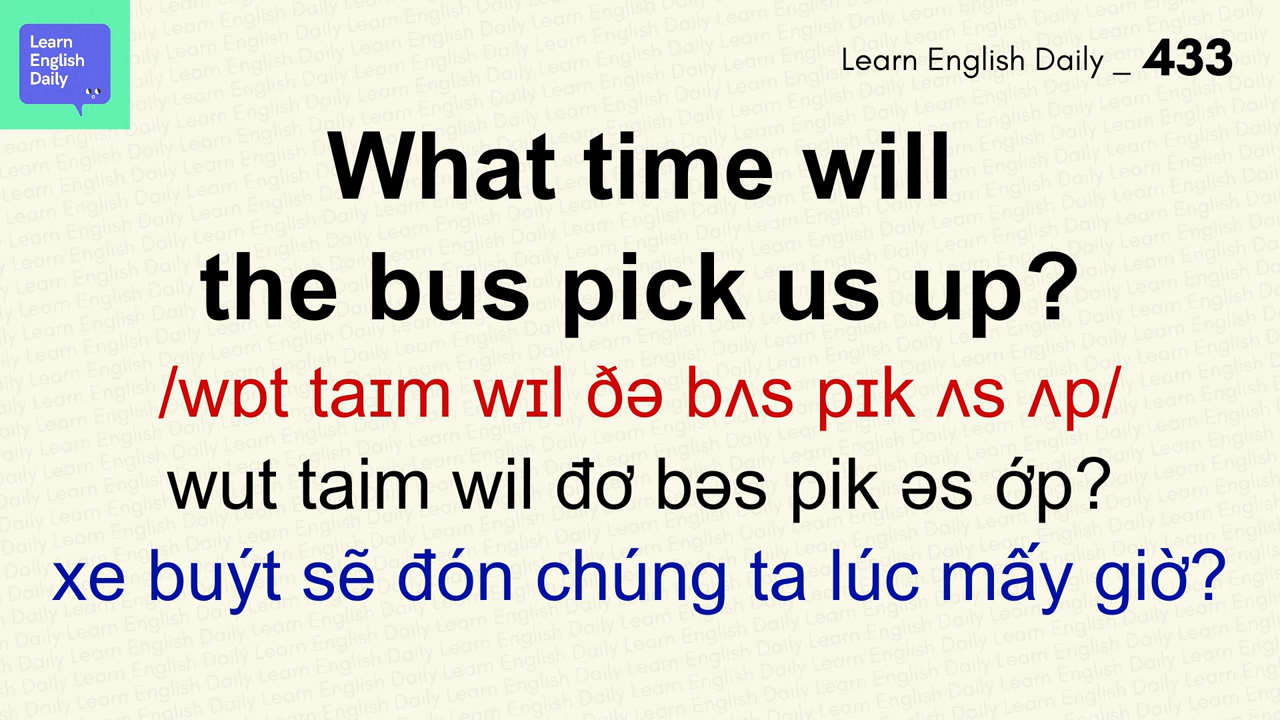 Learn
English
Daily
Learn English Daily _ 433
What time will
the bus pick us up?
/wɒt taɪm wɪl ðə bʌs pɪk ʌs ʌp/
wut taim wil đơ bəs pik əs ớp?
xe buýt sẽ đón chúng ta lúc mấy giờ?